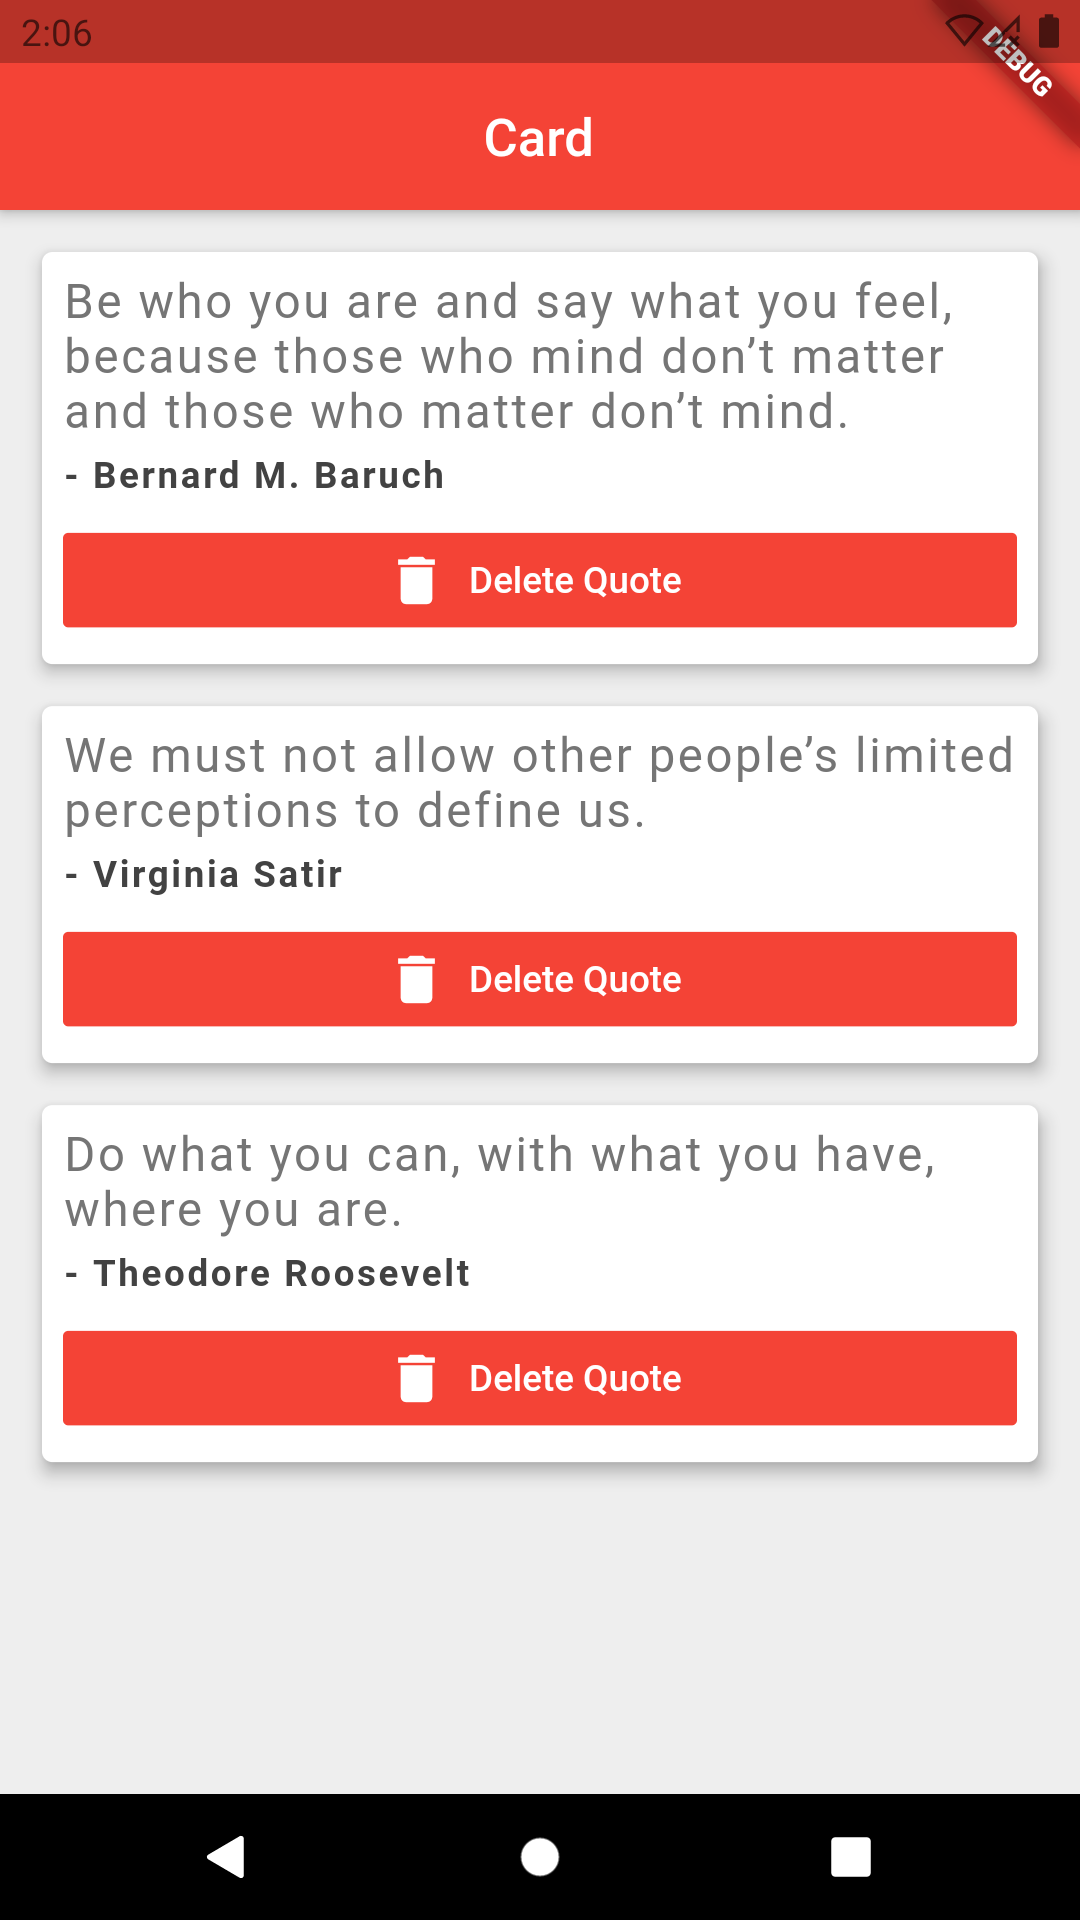 2:06
DEBUG
Card
Be who you are and say what you feel,
because those who mind don’t matter
and those who matter don’t mind.
- Bernard M. Baruch
Delete Quote
We must not allow other people’s limited
perceptions to define us.
- Virginia Satir
Delete Quote
Do what you can, with what you have,
where you are.
- Theodore Roosevelt
Delete Quote